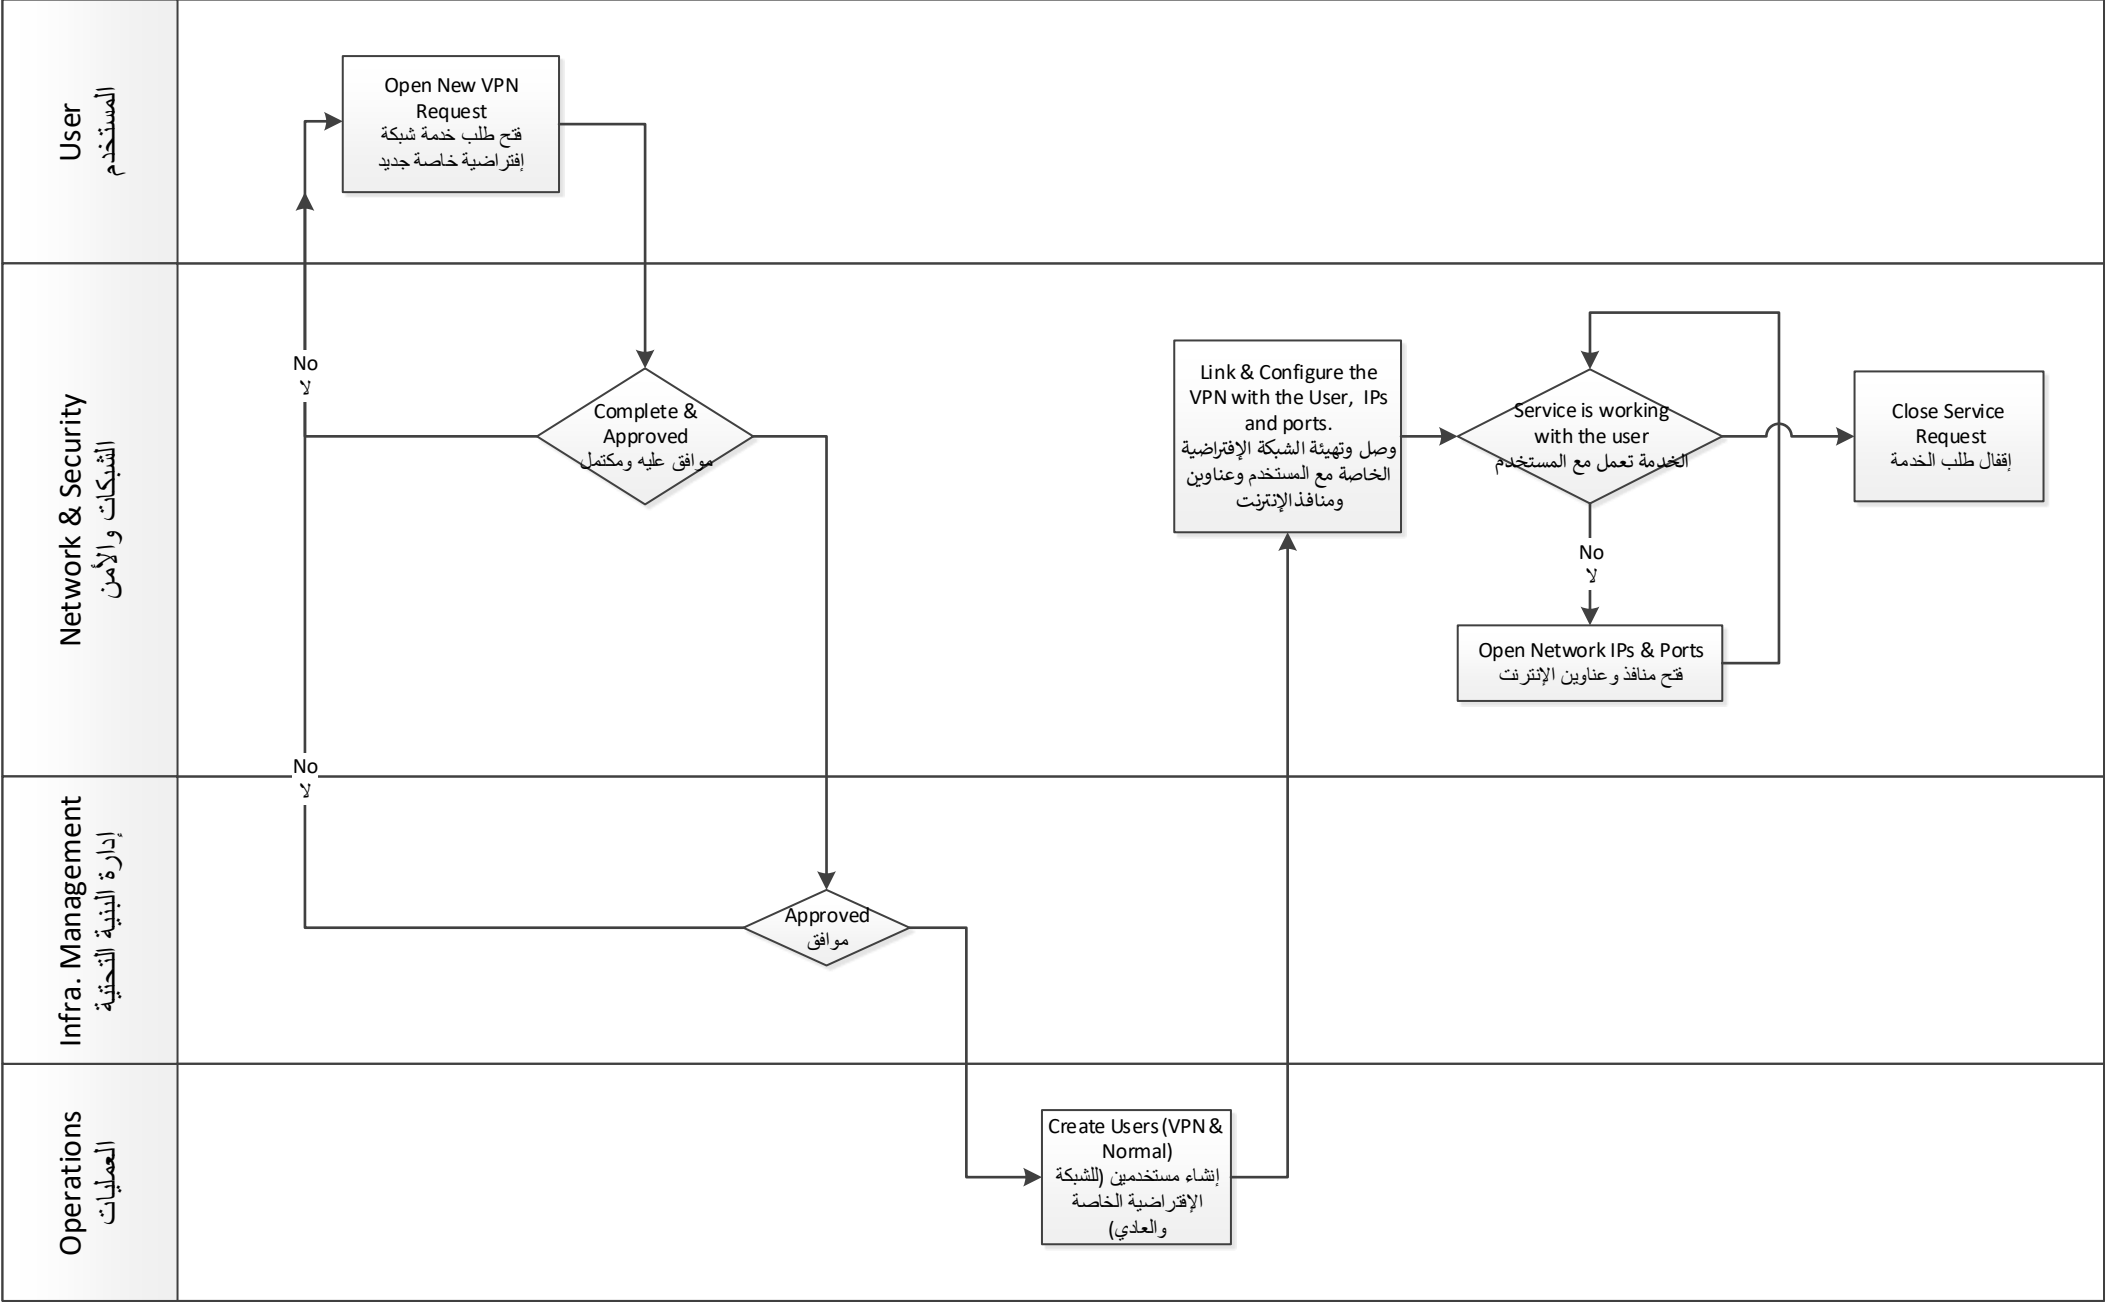 User
المستخدم
Open New VPN
Request
فتح طلب خدمة شبكة
إفتراضية خاصة جديد
Network & Security
الشبكات والأمن
No
لا
Complete &
Approved
موافق عليه ومكتمل
Link & Configure the
VPN with the User, IPs
and ports.
وصل وتهيئة الشبكة الإفتراضية
الخاصة مع المستخدم وعناوين
ومنافذ الإنترنت
Service is working
with the user
الخدمة تعمل مع المستخدم
Close Service
Request
إقفال طلب الخدمة
No
لا
Open Network IPs & Ports
فتح منافذ وعناوين الإنترنت
No
لا
Infra. Management
إدارة البنية التحتية
Approved
موافق
Operations
العمليات
Create Users (VPN &
Normal)
إنشاء مستخدمين (للشبكة
الإفتراضية الخاصة
والعادي)